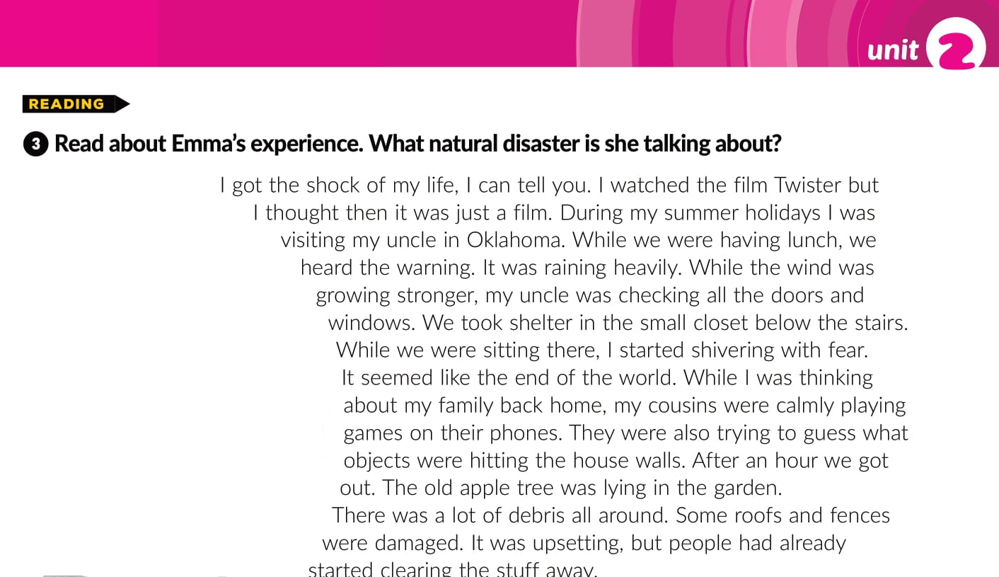 unit 2
READING
3 Read about Emma's experience. What natural disaster is she talking about?
I got the shock of my life, I can tell you. I watched the film Twister but
I thought then it was just a film. During my summer holidays I was
visiting my uncle in Oklahoma. While we were having lunch, we
heard the warning. It was raining heavily. While the wind was
growing stronger, my uncle was checking all the doors and
windows. We took shelter in the small closet below the stairs.
While we were sitting there, I started shivering with fear.
It seemed like the end of the world. While I was thinking
about my family back home, my cousins were calmly playing
games on their phones. They were also trying to guess what
objects were hitting the house walls. After an hour we got
out. The old apple tree was lying in the garden.
There was a lot of debris all around. Some roofs and fences
were damaged. It was upsetting, but people had already
started clearing the stuff away.